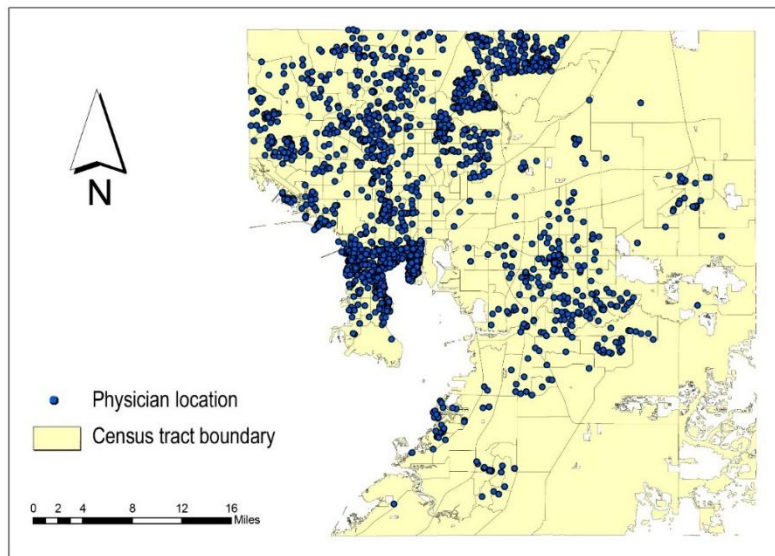 N
Physician location
Census tract boundary
0 2 4 8 12 16
Miles